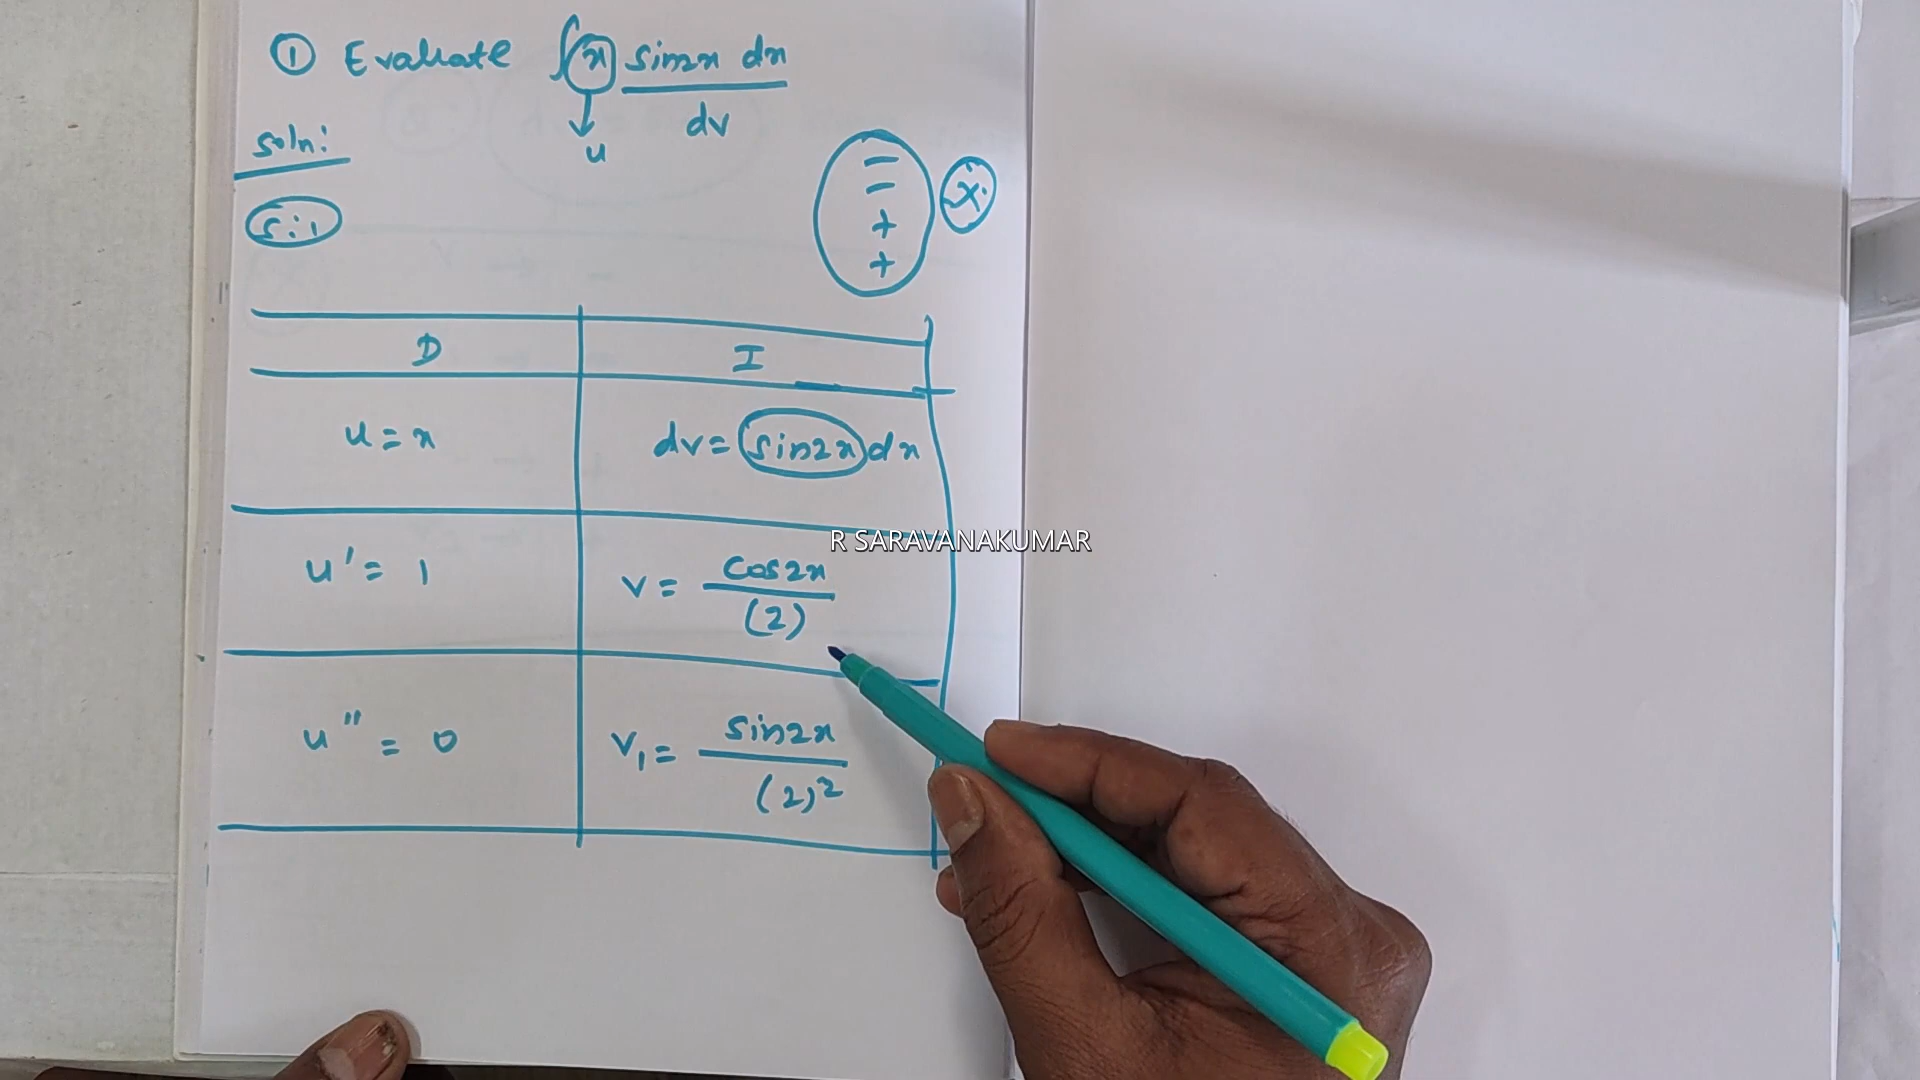 ① Evaluate ∫x sin2x dx
u dv
soln:
S:1
-
- x.
+
+
D I
u = x dv = sin2x dx
u' = 1 v = cos2x / (2)
u'' = 0 v₁ = sin2x / (2)²
R SARAVANAKUMAR